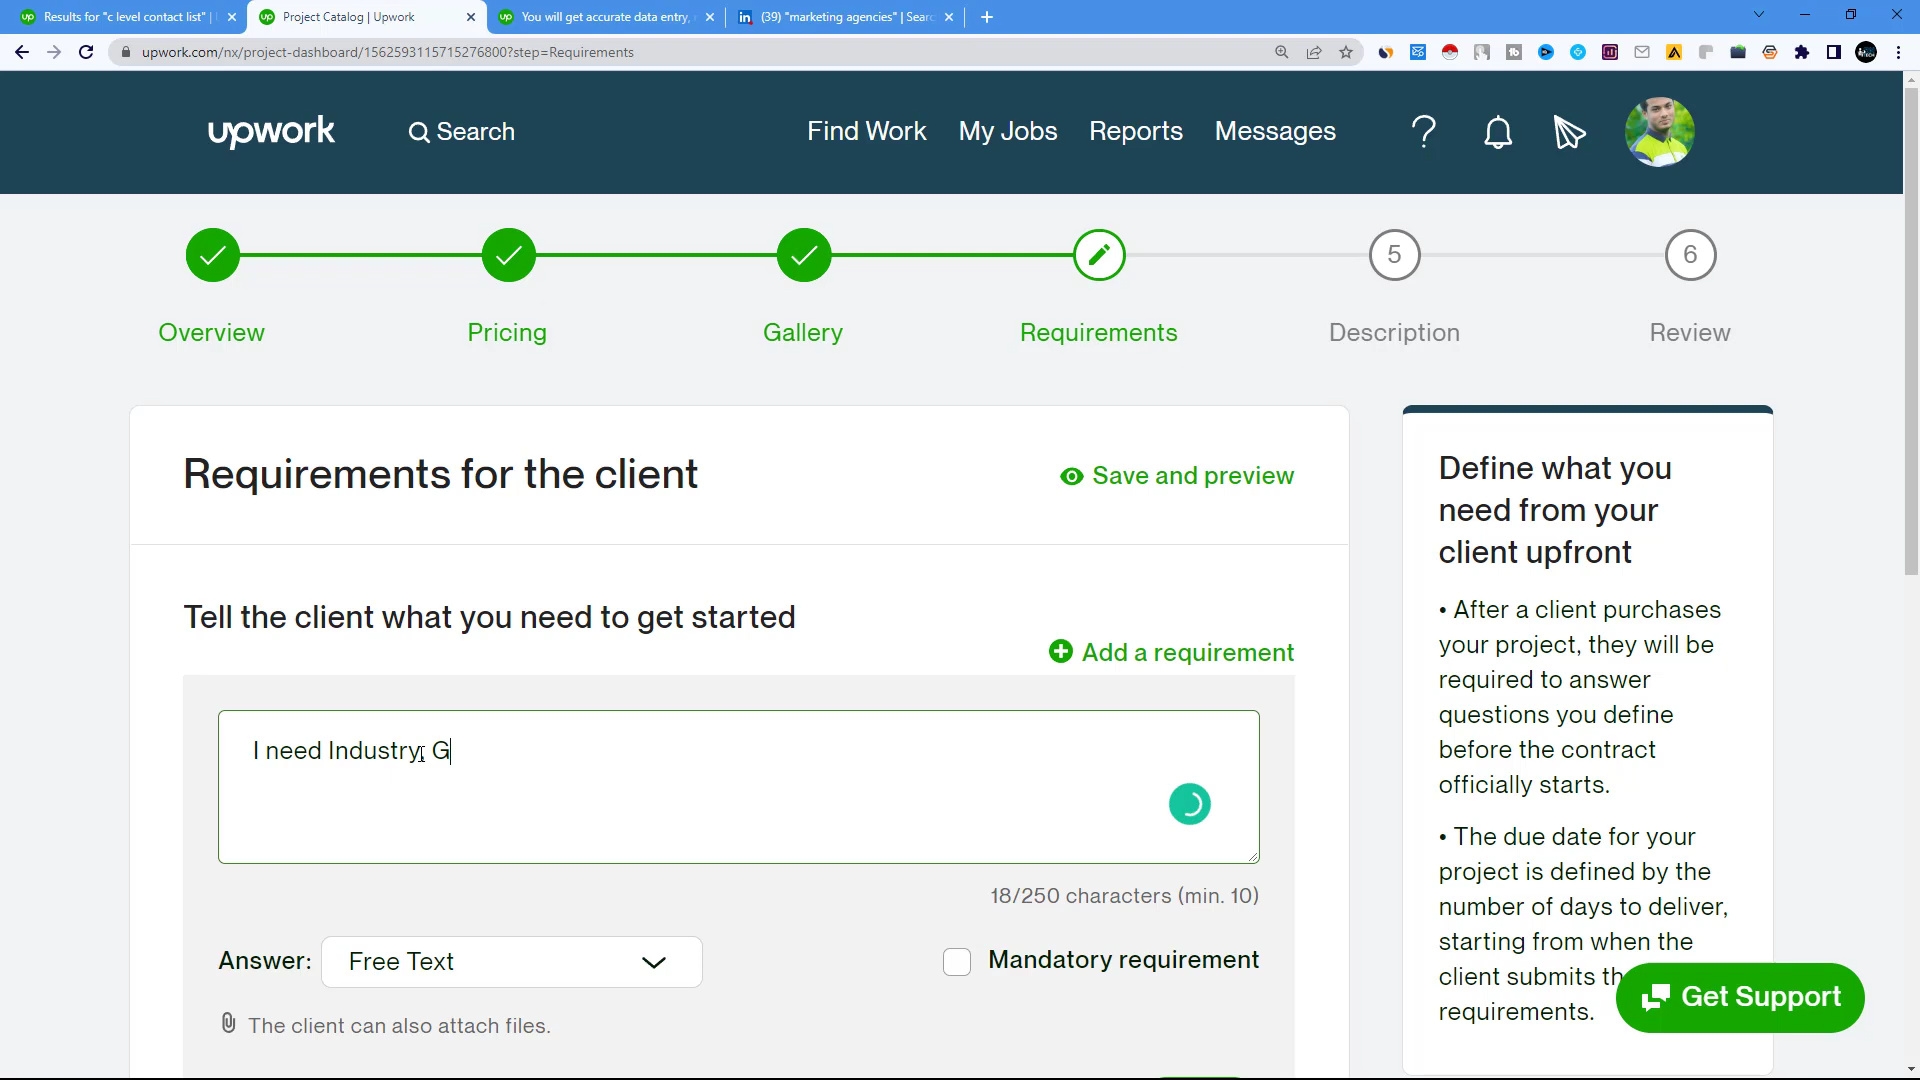 Results for "c level contact list" |
Project Catalog | Upwork
You will get accurate data entry,
(39) "marketing agencies" | Searc
upwork.com/nx/project-dashboard/1562593115715276800?step=Requirements
upwork
Search
Find Work
My Jobs
Reports
Messages
5
6
Overview
Pricing
Gallery
Requirements
Description
Review
Requirements for the client
Save and preview
Tell the client what you need to get started
Add a requirement
I need Industry, G
18/250 characters (min. 10)
Answer:
Free Text
Mandatory requirement
The client can also attach files.
Define what you
need from your
client upfront
• After a client purchases
your project, they will be
required to answer
questions you define
before the contract
officially starts.
• The due date for your
project is defined by the
number of days to deliver,
starting from when the
client submits th
requirements.
Get Support